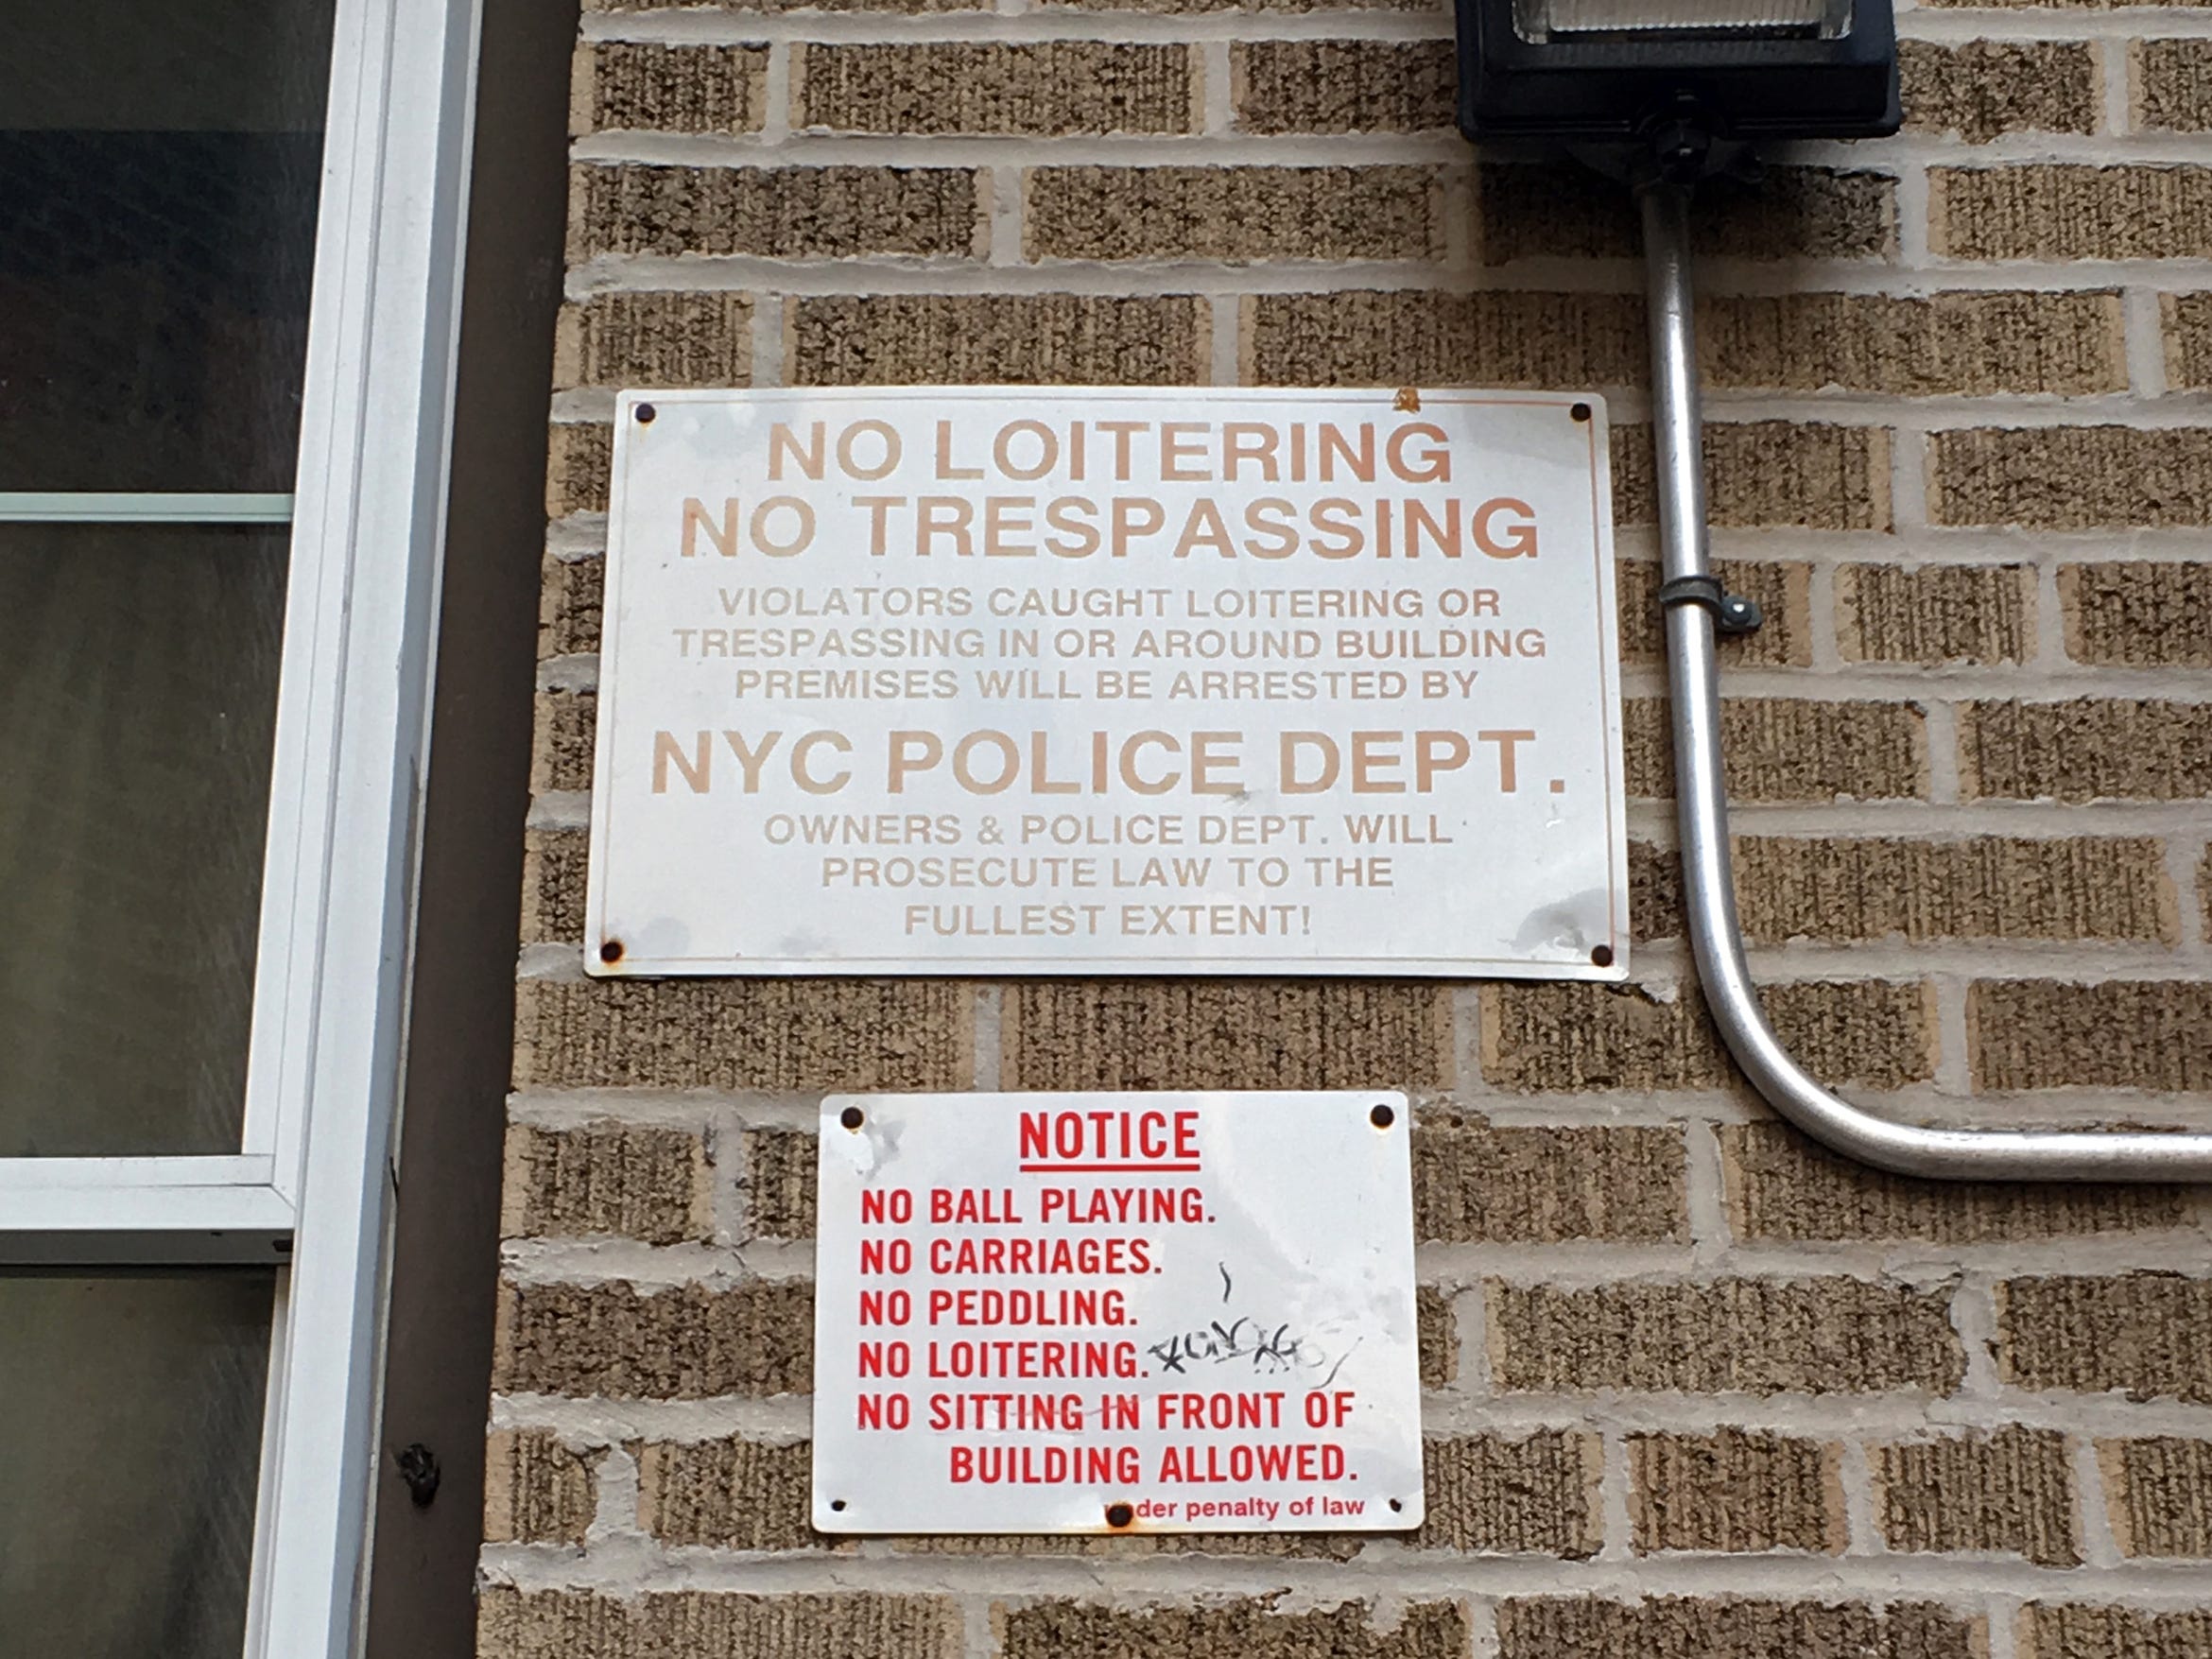 NO LOITERING
NO TRESPASSING
VIOLATORS CAUGHT LOITERING OR
TRESPASSING IN OR AROUND BUILDING
PREMISES WILL BE ARRESTED BY
NYC POLICE DEPT.
OWNERS & POLICE DEPT. WILL
PROSECUTE LAW TO THE
FULLEST EXTENT!
NOTICE
NO BALL PLAYING.
NO CARRIAGES.
NO PEDDLING.
NO LOITERING.
NO SITTING IN FRONT OF
BUILDING ALLOWED.
under penalty of law